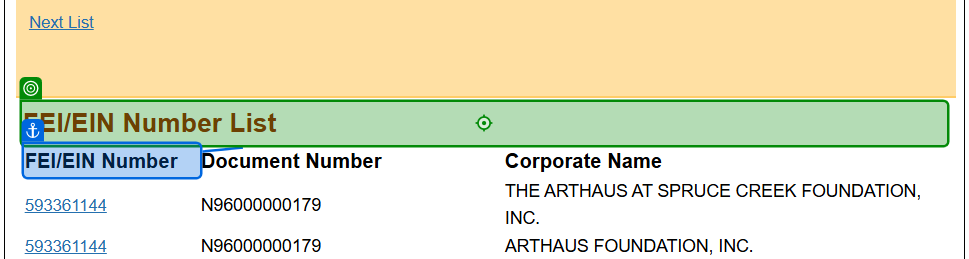 Next List
FEI/EIN Number List
FEI/EIN Number Document Number Corporate Name
593361144 N96000000179 THE ARTHAUS AT SPRUCE CREEK FOUNDATION,
INC.
593361144 N96000000179 ARTHAUS FOUNDATION, INC.